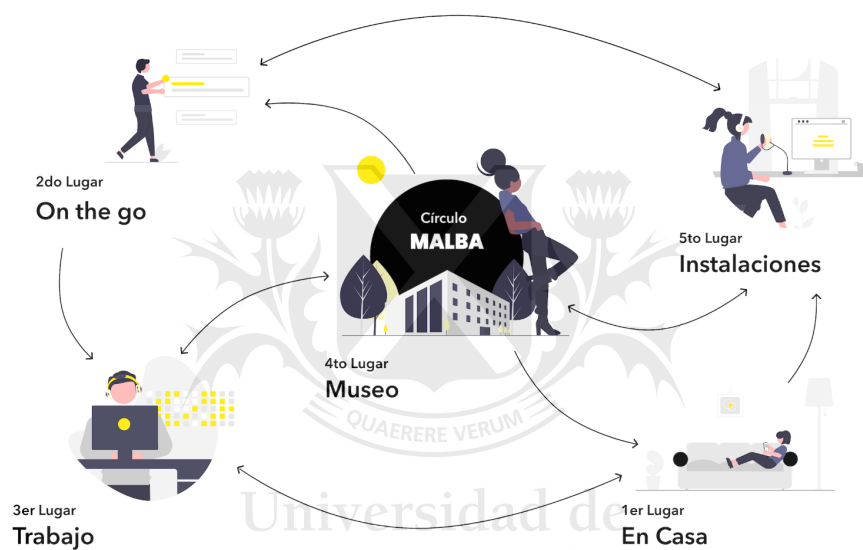 2do Lugar
On the go
Círculo
MALBA
5to Lugar
Instalaciones
4to Lugar
Museo
QUAERERE VERUM
3er Lugar
Trabajo
Universidad de
1er Lugar
En Casa